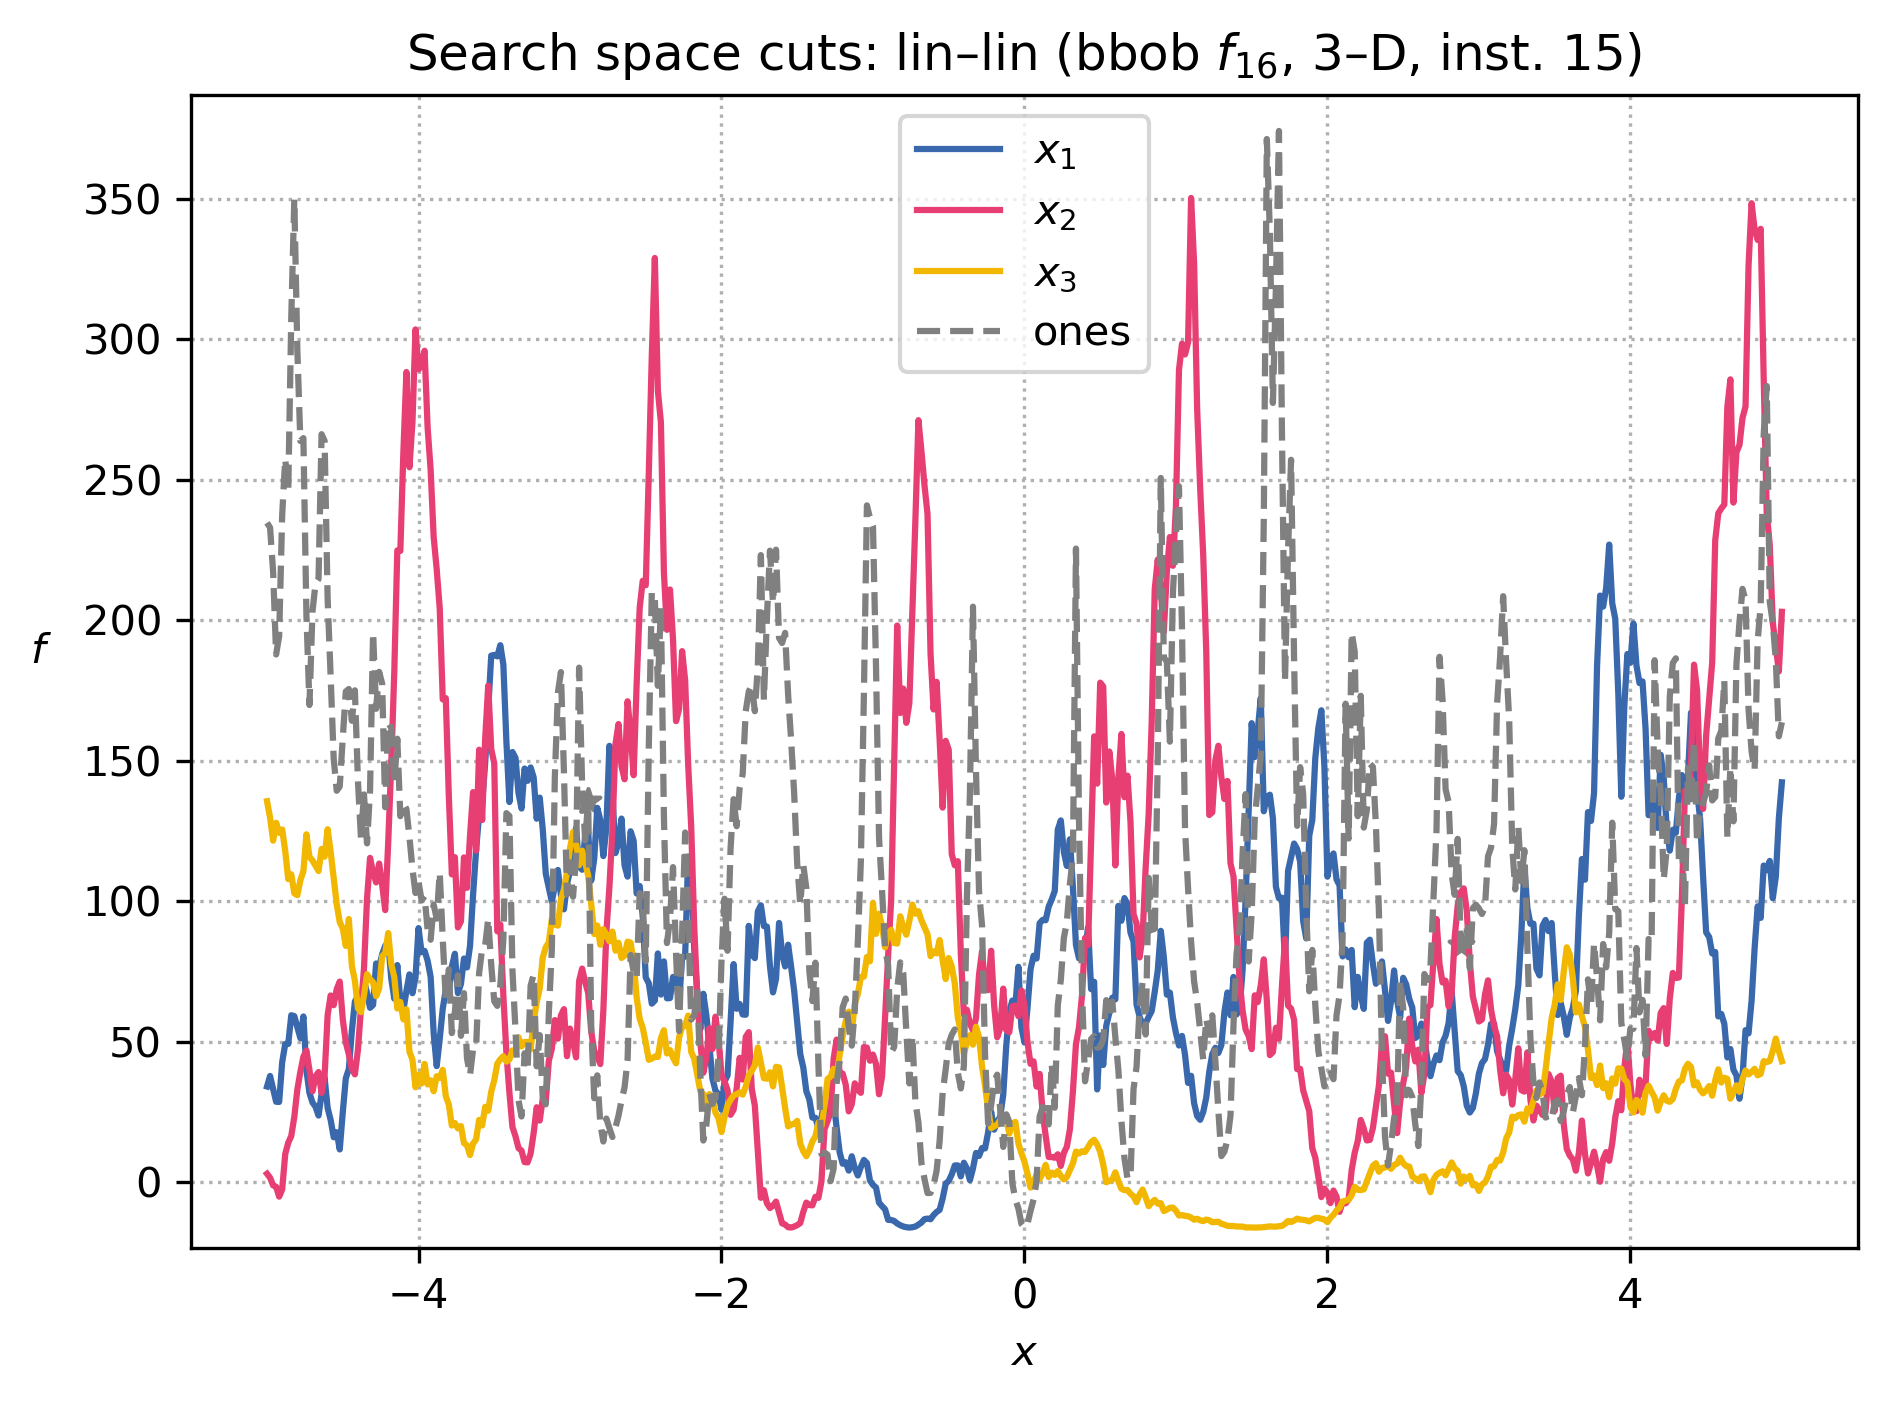 Search space cuts: lin–lin (bbob f₁₆, 3–D, inst. 15)
x₁
x₂
x₃
ones
350
300
250
200
150
100
50
0
f
−4 −2 0 2 4
x